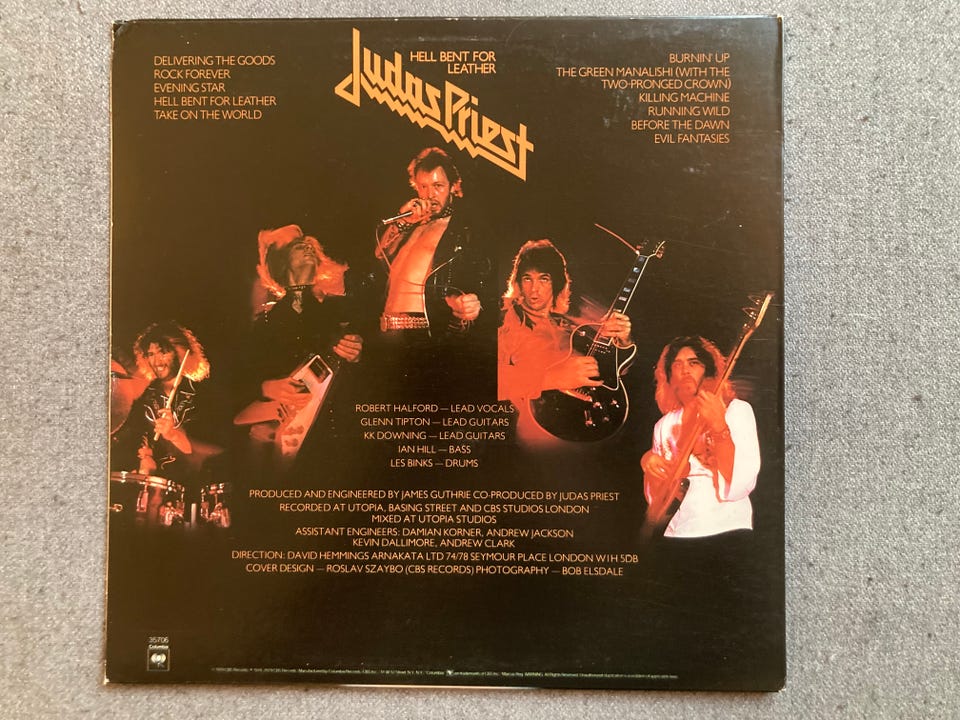 DELIVERING THE GOODS
ROCK FOREVER
EVENING STAR
HELL BENT FOR LEATHER
TAKE ON THE WORLD
HELL BENT FOR
LEATHER
Judas Priest
BURNIN' UP
THE GREEN MANALISHI (WITH THE
TWO-PRONGED CROWN)
KILLING MACHINE
RUNNING WILD
BEFORE THE DAWN
EVIL FANTASIES
ROBERT HALFORD — LEAD VOCALS
GLENN TIPTON — LEAD GUITARS
KK DOWNING — LEAD GUITARS
IAN HILL — BASS
LES BINKS — DRUMS
PRODUCED AND ENGINEERED BY JAMES GUTHRIE CO-PRODUCED BY JUDAS PRIEST
RECORDED AT UTOPIA, BASING STREET AND CBS STUDIOS LONDON
MIXED AT UTOPIA STUDIOS
ASSISTANT ENGINEERS: DAMIAN KORNER, ANDREW JACKSON
KEVIN DALLIMORE, ANDREW CLARK
DIRECTION: DAVID HEMMINGS ARNAKATA LTD 74/78 SEYMOUR PLACE LONDON W1H 5DB
COVER DESIGN — ROSLAV SZAYBO (CBS RECORDS) PHOTOGRAPHY — BOB ELSDALE
35706
Columbia